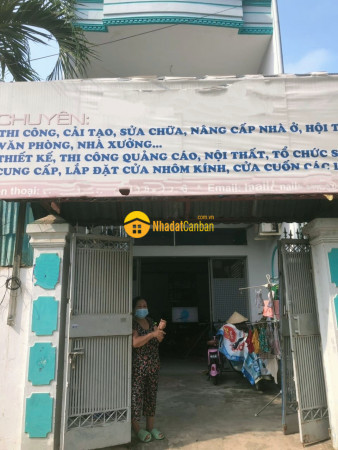 CHUYÊN:
THI CÔNG, CẢI TẠO, SỬA CHỮA, NÂNG CẤP NHÀ Ở, HỘI T
VĂN PHÒNG, NHÀ XƯỞNG...
THIẾT KẾ, THI CÔNG QUẢNG CÁO, NỘI THẤT, TỔ CHỨC S
CUNG CẤP, LẮP ĐẶT CỬA NHÔM KÍNH, CỬA CUỐN CÁC L
n thoại:
Email:
NhadatCanban
.com.vn